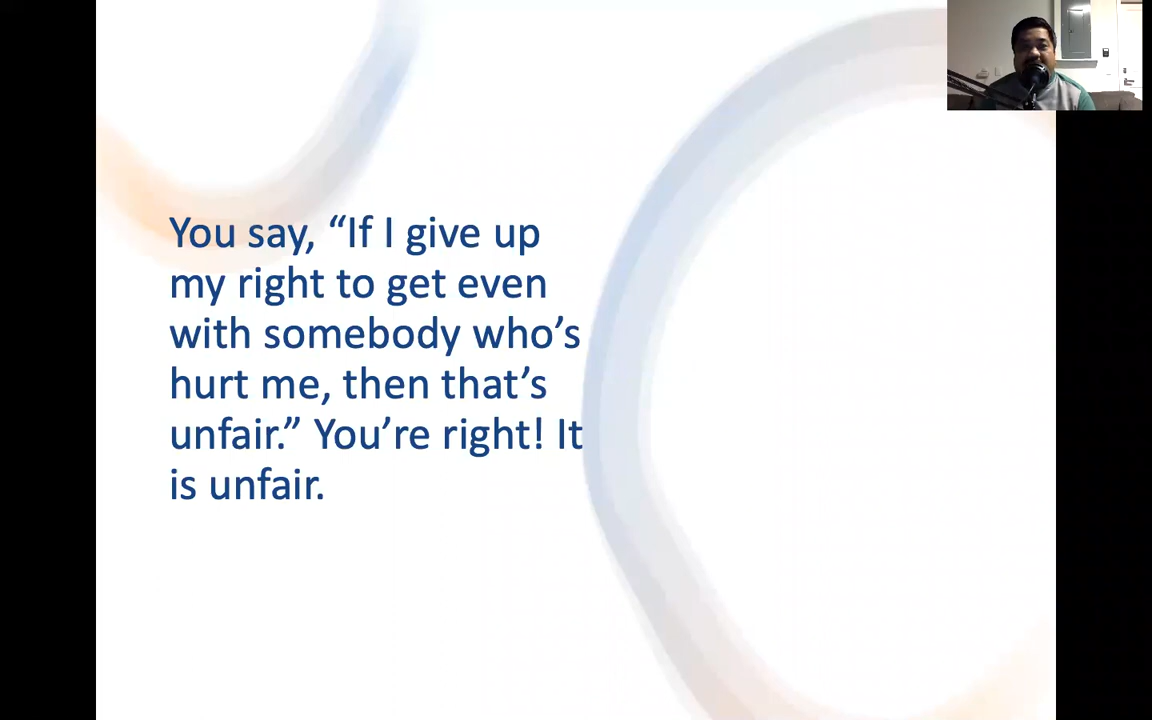 You say, “If I give up
my right to get even
with somebody who’s
hurt me, then that’s
unfair.” You’re right! It
is unfair.